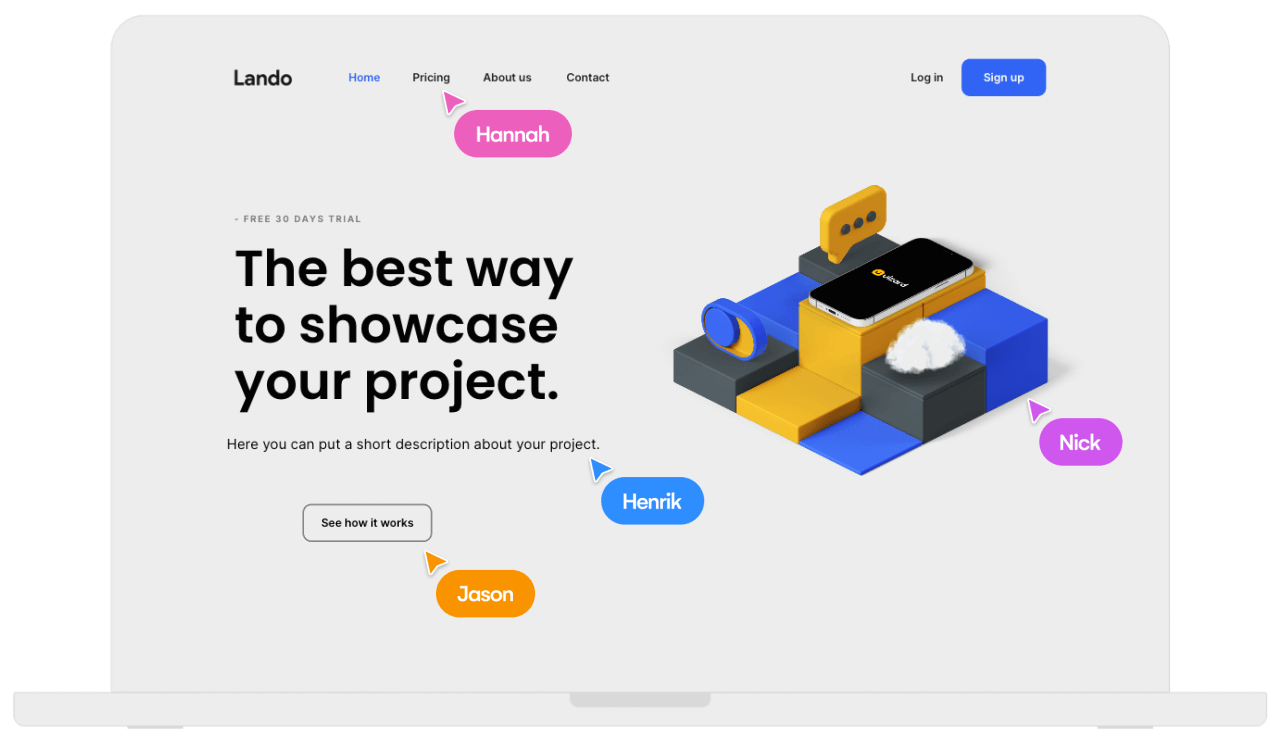 Lando
Home
Pricing
About us
Contact
Log in
Sign up
Hannah
- FREE 30 DAYS TRIAL
The best way
to showcase
your project.
uizard
Here you can put a short description about your project.
Nick
Henrik
See how it works
Jason